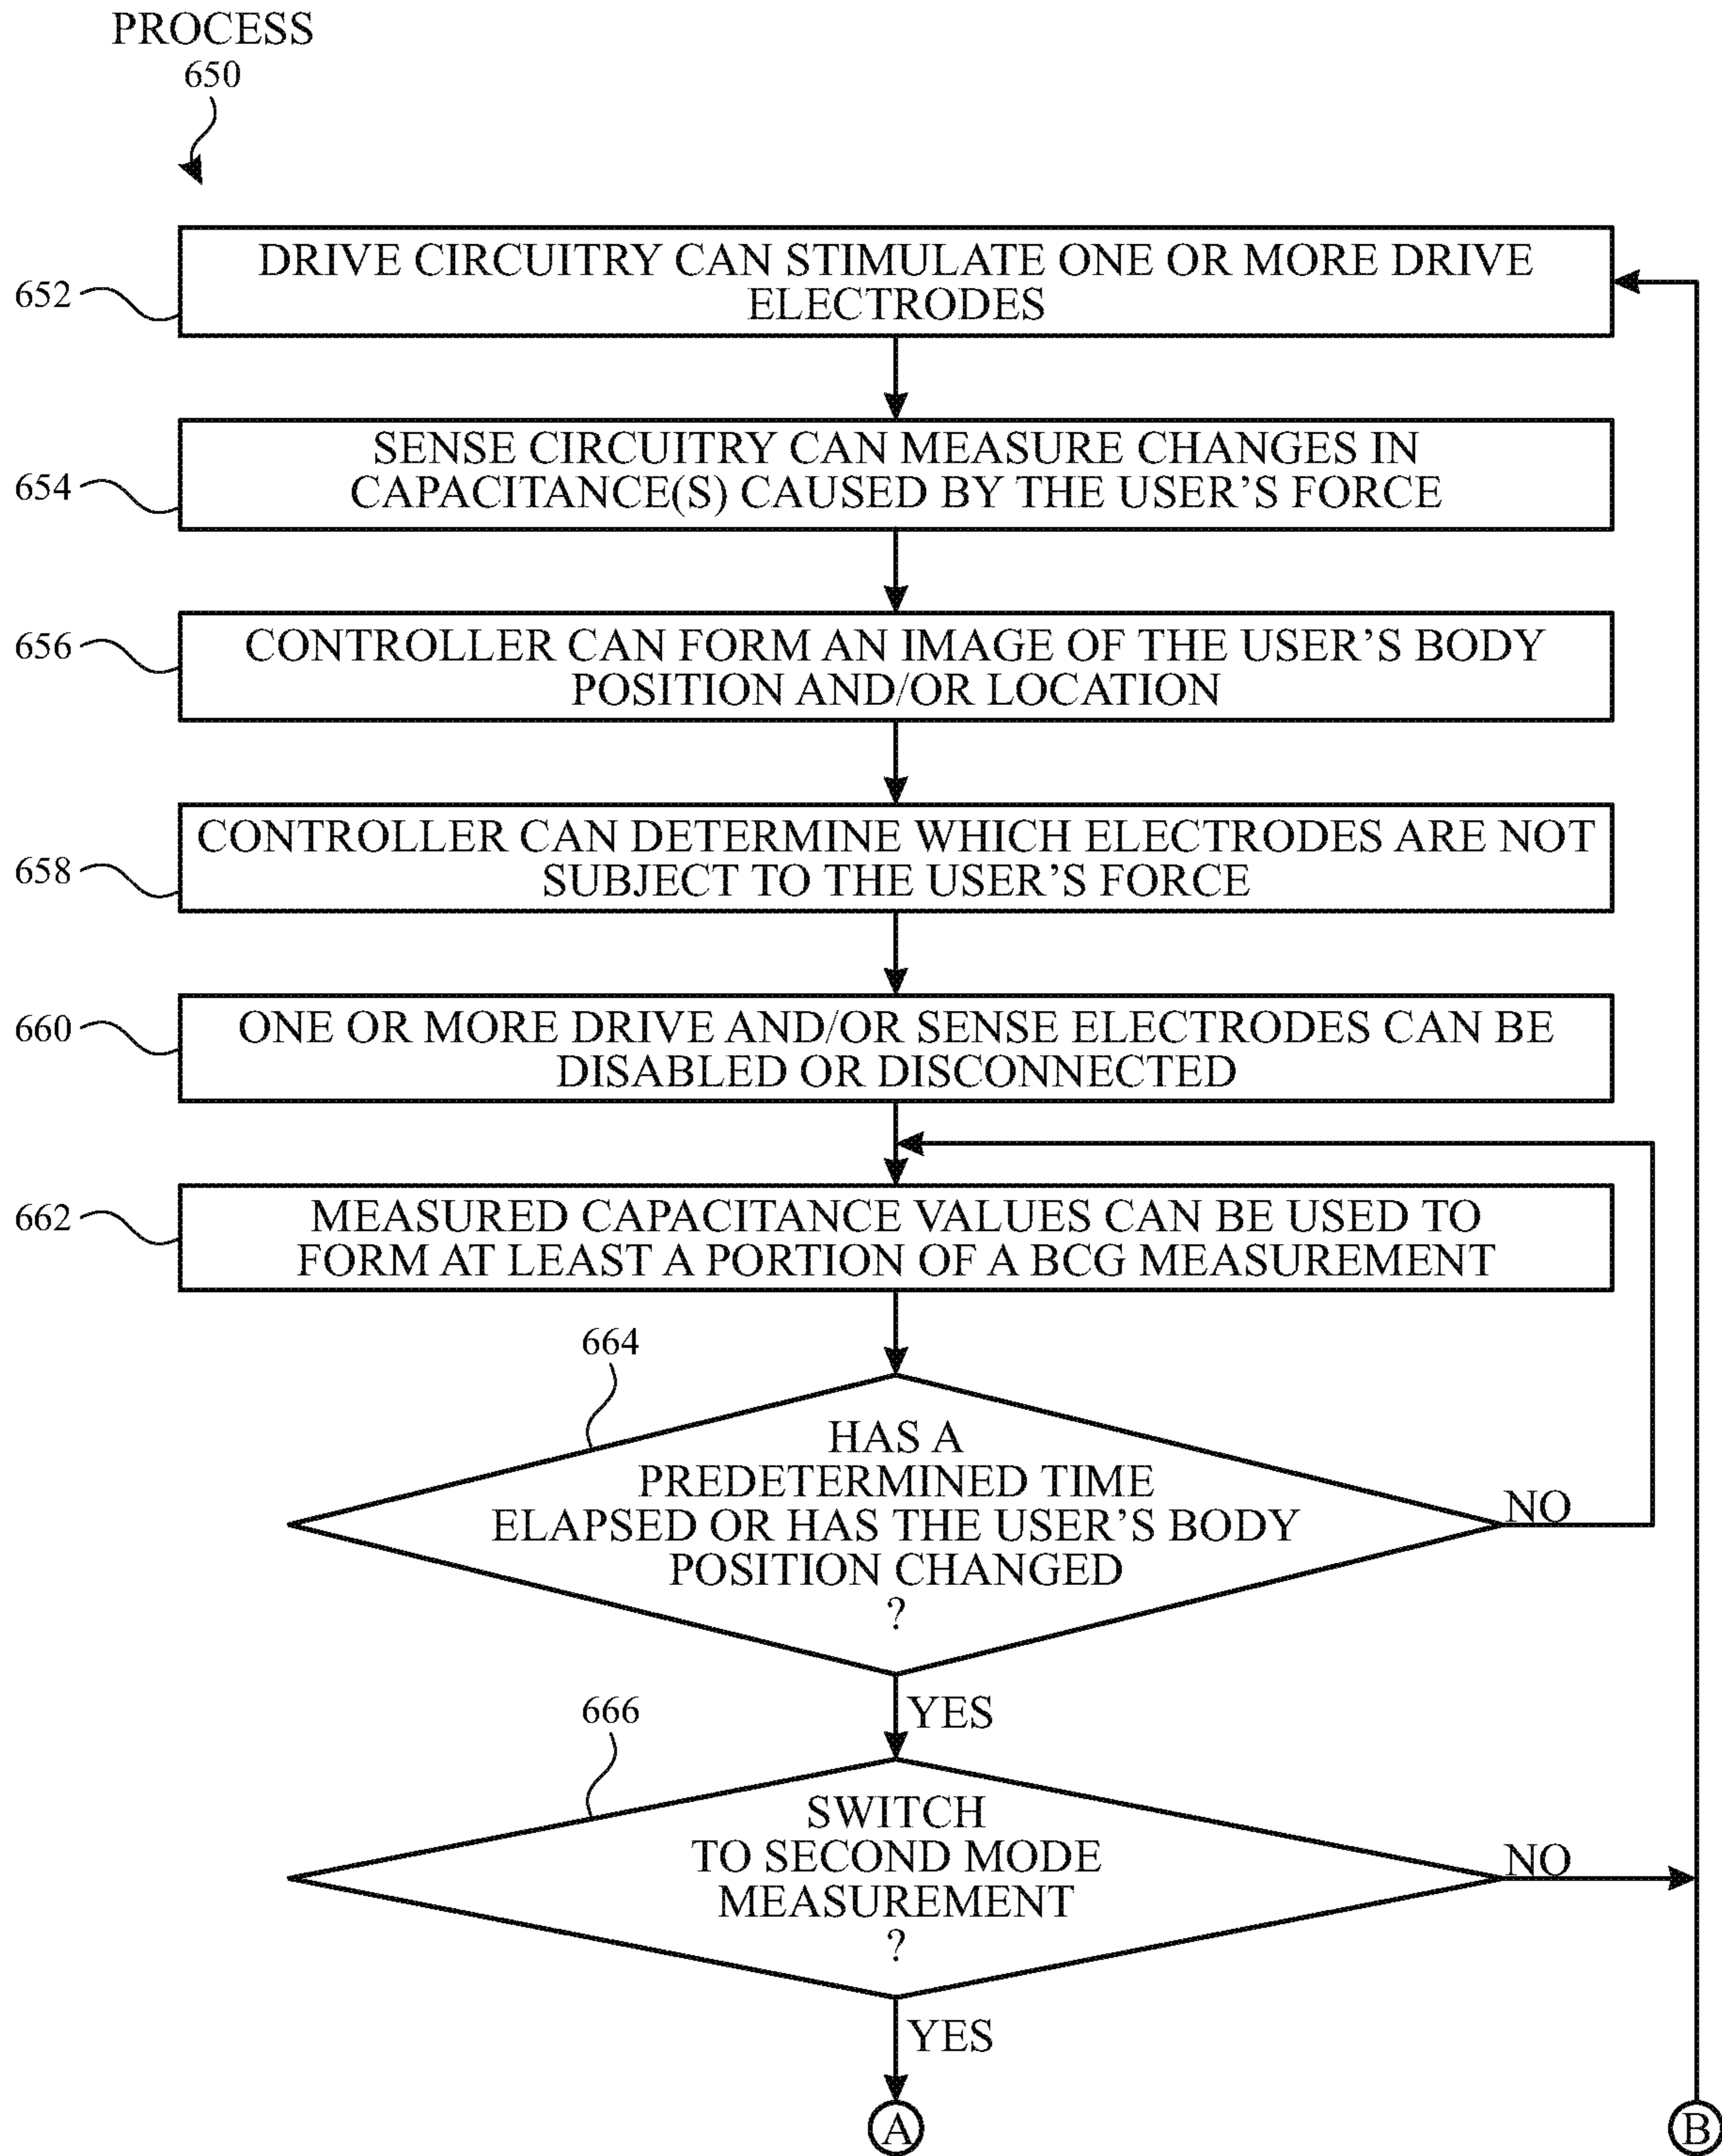 PROCESS
650
652
DRIVE CIRCUITRY CAN STIMULATE ONE OR MORE DRIVE
ELECTRODES
654
SENSE CIRCUITRY CAN MEASURE CHANGES IN
CAPACITANCE(S) CAUSED BY THE USER'S FORCE
656
CONTROLLER CAN FORM AN IMAGE OF THE USER'S BODY
POSITION AND/OR LOCATION
658
CONTROLLER CAN DETERMINE WHICH ELECTRODES ARE NOT
SUBJECT TO THE USER'S FORCE
660
ONE OR MORE DRIVE AND/OR SENSE ELECTRODES CAN BE
DISABLED OR DISCONNECTED
662
MEASURED CAPACITANCE VALUES CAN BE USED TO
FORM AT LEAST A PORTION OF A BCG MEASUREMENT
664
HAS A
PREDETERMINED TIME
ELAPSED OR HAS THE USER'S BODY
POSITION CHANGED
?
NO
YES
666
SWITCH
TO SECOND MODE
MEASUREMENT
?
NO
YES
A
B